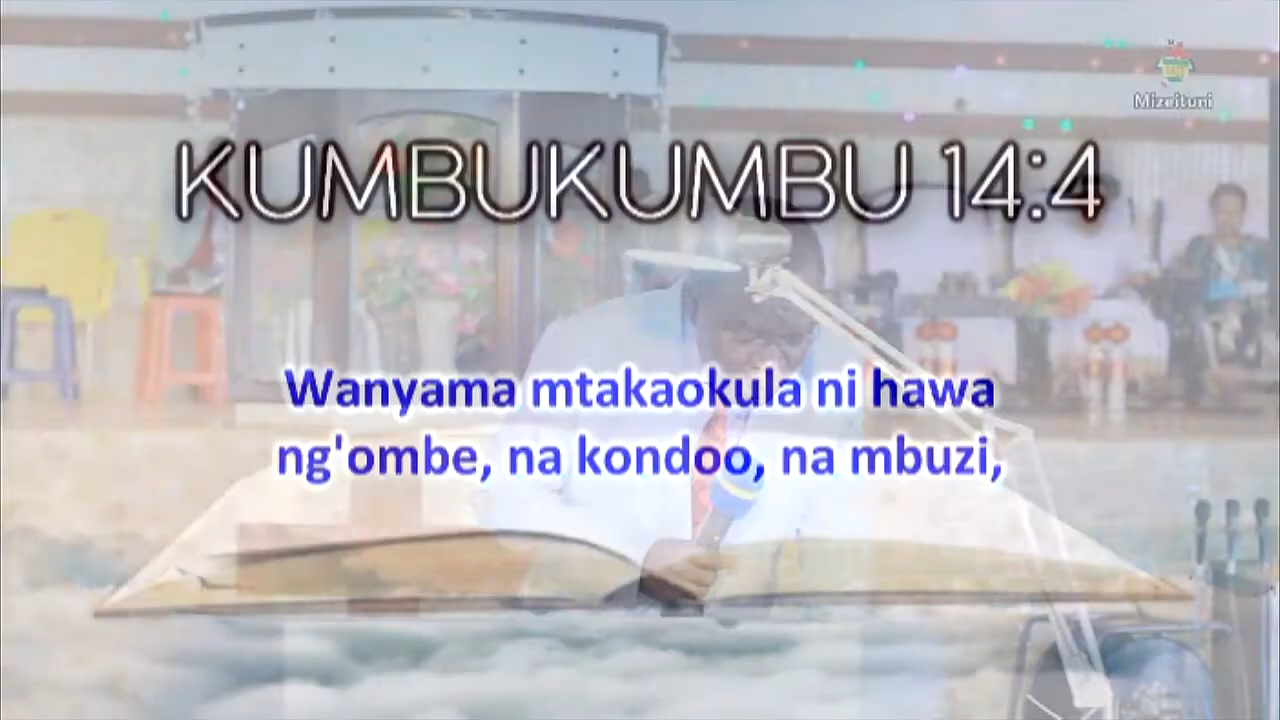 Mizeituni
KUMBUKUMBU 14:4
Wanyama mtakaokula ni hawa
ng'ombe, na kondoo, na mbuzi,